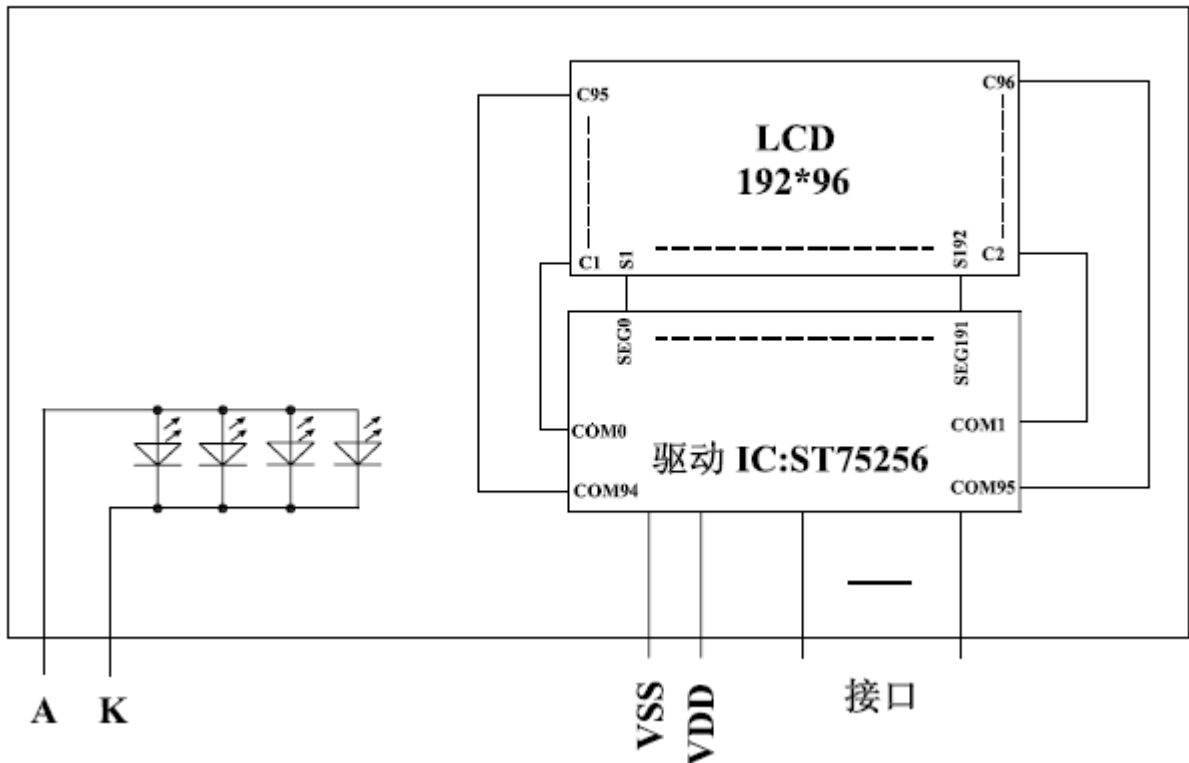 C95
C96
LCD
192*96
C1
S1
S192
C2
SEG0
SEG191
COM0
COM1
驱动 IC:ST75256
COM94
COM95
A
K
VSS
VDD
接口